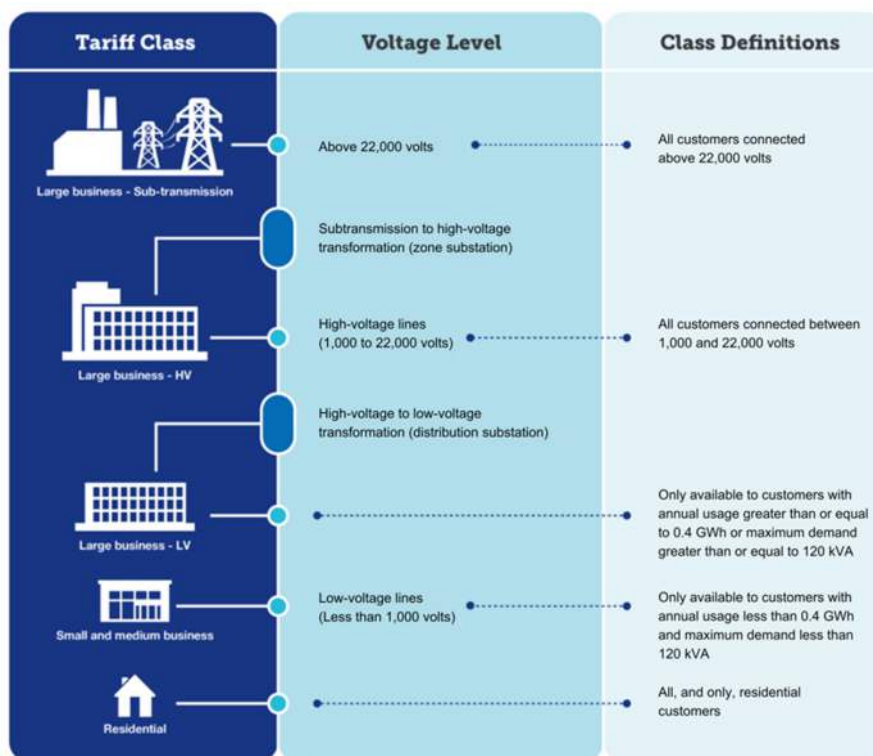 Tariff Class
Voltage Level
Class Definitions
Large business - Sub-transmission
Above 22,000 volts
All customers connected
above 22,000 volts
Subtransmission to high-voltage
transformation (zone substation)
Large business - HV
High-voltage lines
(1,000 to 22,000 volts)
All customers connected between
1,000 and 22,000 volts
High-voltage to low-voltage
transformation (distribution substation)
Large business - LV
Only available to customers with
annual usage greater than or equal
to 0.4 GWh or maximum demand
greater than or equal to 120 kVA
Small and medium business
Low-voltage lines
(Less than 1,000 volts)
Only available to customers with
annual usage less than 0.4 GWh
and maximum demand less than
120 kVA
Residential
All, and only, residential
customers